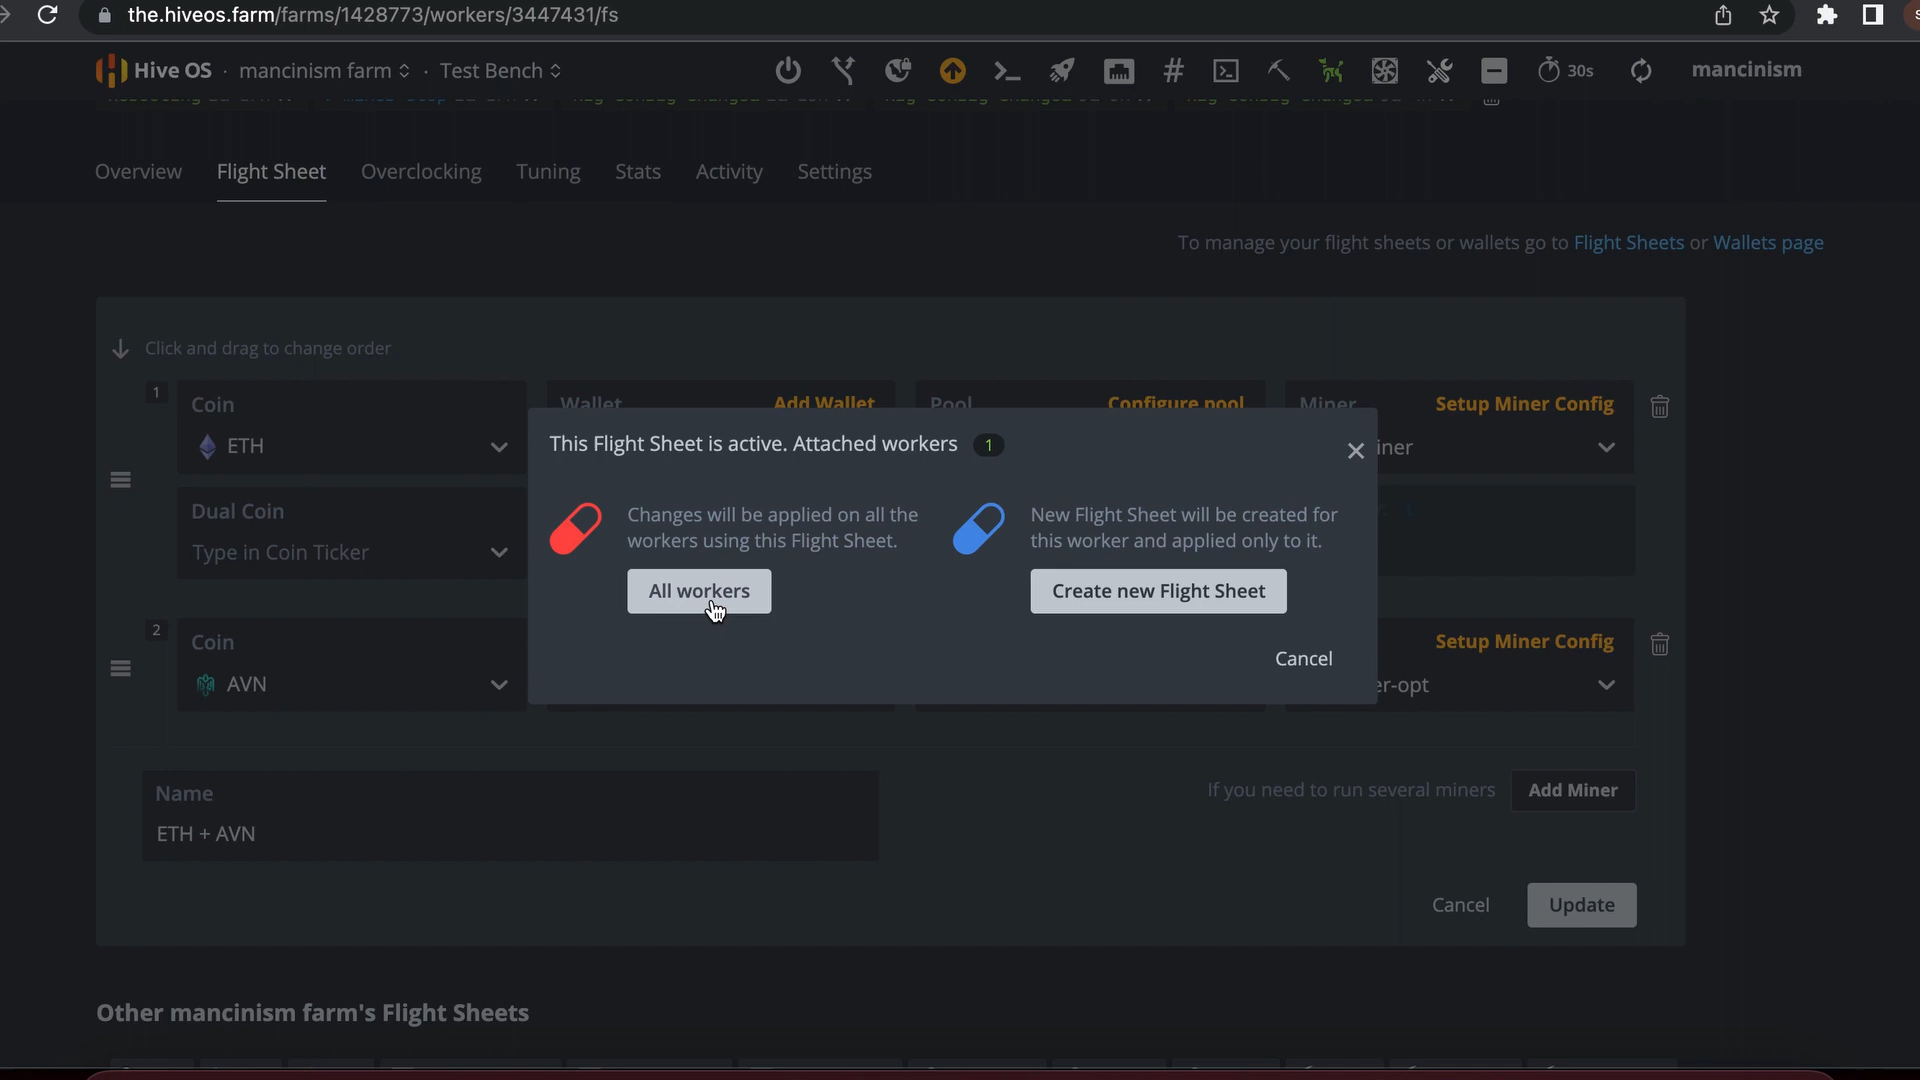 the.hiveos.farm/farms/1428773/workers/3447431/fs
Hive OS · mancinism farm · Test Bench 30s mancinism
Overview Flight Sheet Overclocking Tuning Stats Activity Settings
To manage your flight sheets or wallets go to Flight Sheets or Wallets page
Click and drag to change order
1 Coin Wallet Add Wallet Pool Configure pool Miner Setup Miner Config
ETH iner
This Flight Sheet is active. Attached workers 1
Dual Coin
Type in Coin Ticker
Changes will be applied on all the
workers using this Flight Sheet.
All workers
New Flight Sheet will be created for
this worker and applied only to it.
Create new Flight Sheet
Cancel
2 Coin Setup Miner Config
AVN er-opt
Name
ETH + AVN
If you need to run several miners Add Miner
Cancel Update
Other mancinism farm's Flight Sheets